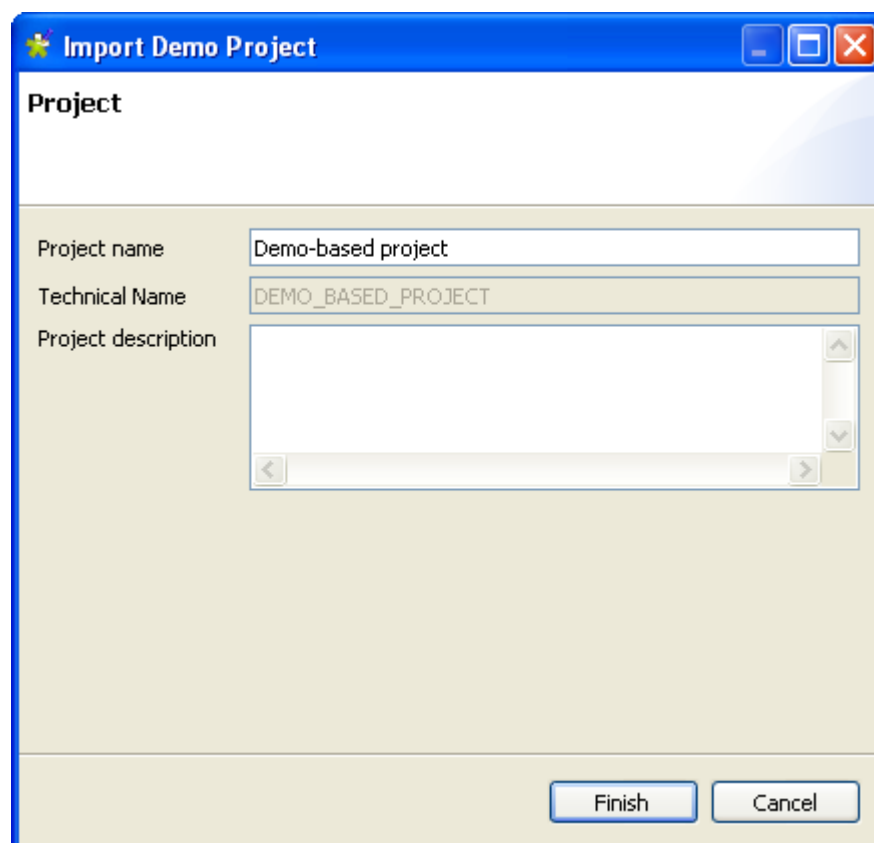 Import Demo Project
Project
Project name
Demo-based project
Technical Name
DEMO_BASED_PROJECT
Project description
Finish
Cancel